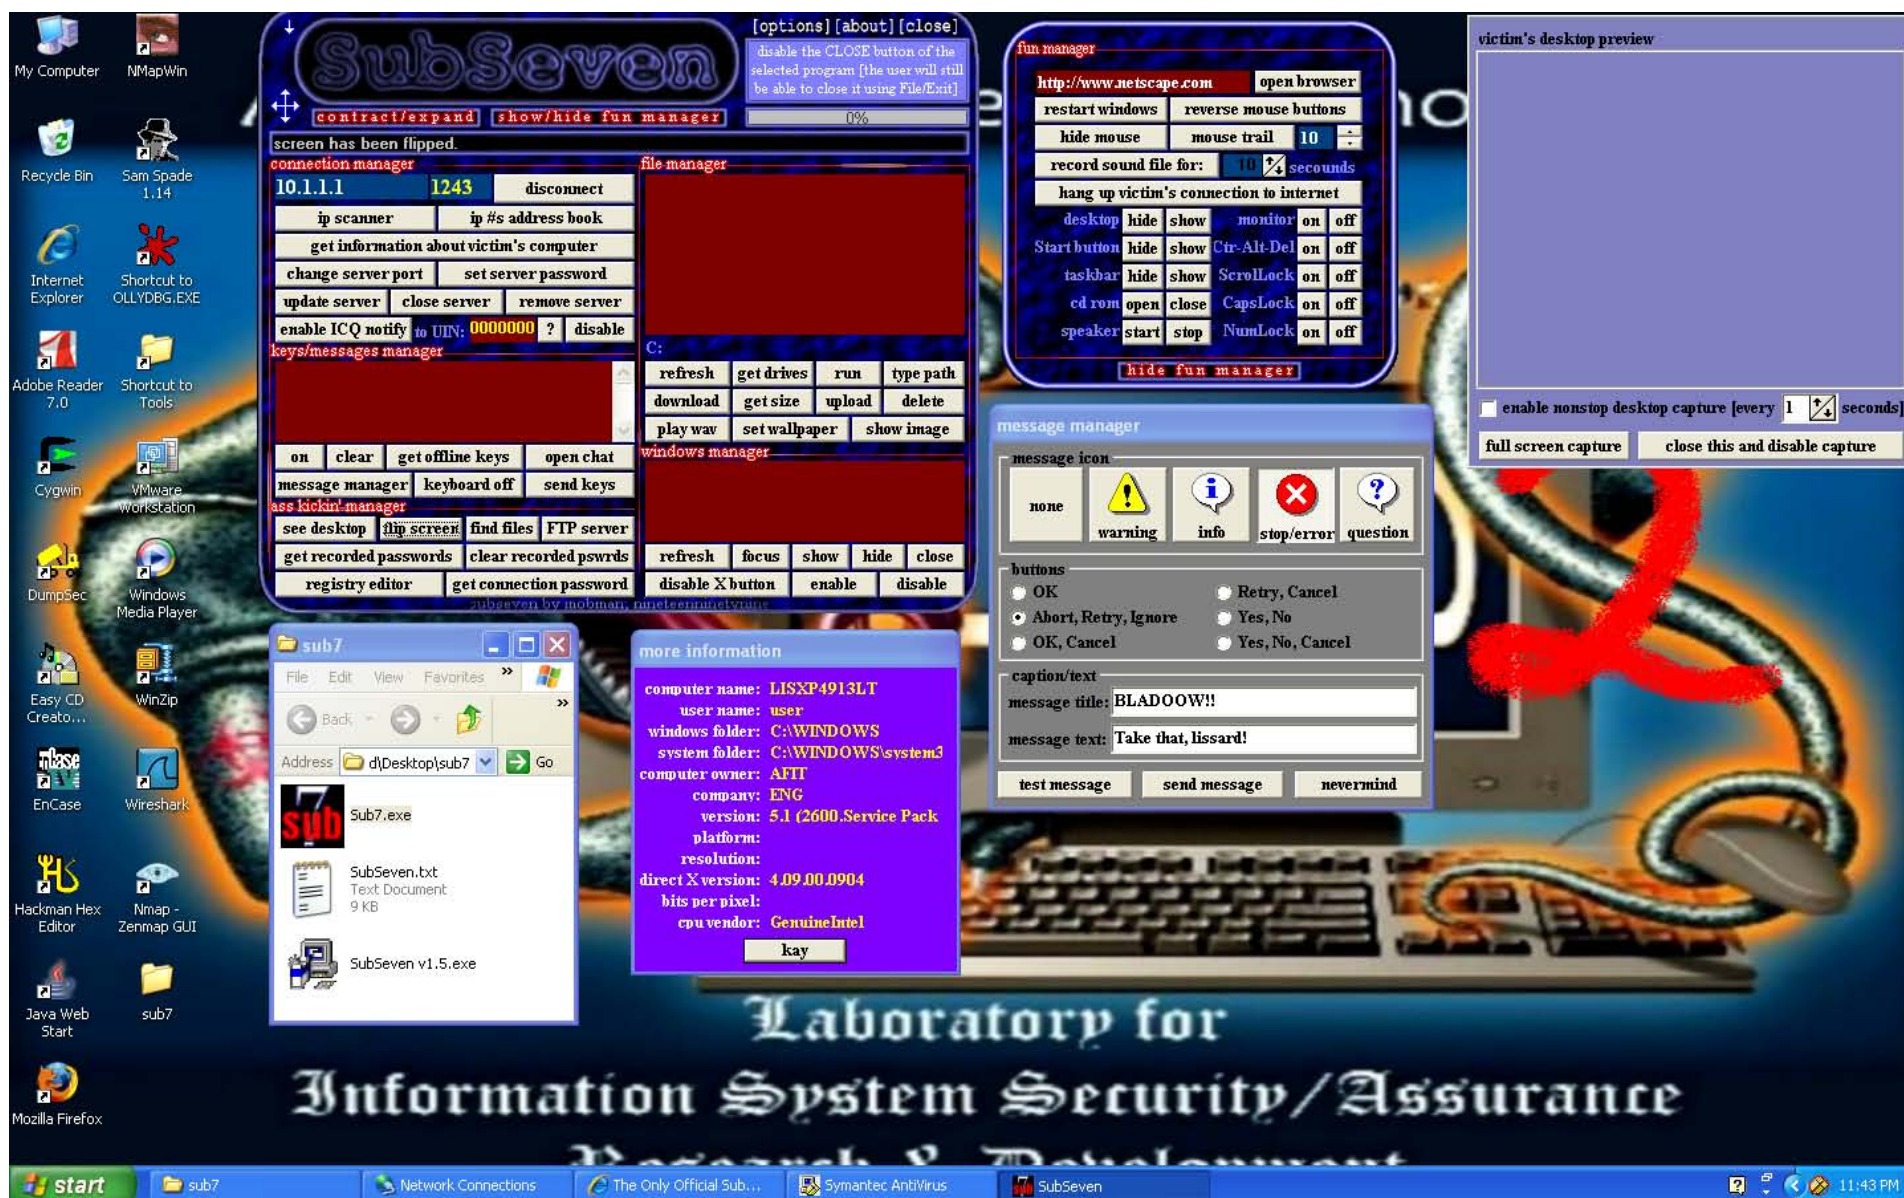 My Computer
NMapWin
Recycle Bin
Sam Spade
1.14
Internet
Explorer
Shortcut to
OLLYDBG.EXE
Adobe Reader
7.0
Shortcut to
Tools
Cygwin
VMware
Workstation
DumpSec
Windows
Media Player
Easy CD
Creato...
WinZip
EnCase
Wireshark
Hackman Hex
Editor
Nmap -
Zenmap GUI
Java Web
Start
sub7
Mozilla Firefox
SubSeven
[options] [about] [close]
disable the CLOSE button of the
selected program [the user will still
be able to close it using File/Exit]
0%
contract/expand show/hide fun manager
screen has been flipped.
connection manager
10.1.1.1 1243 disconnect
ip scanner ip #s address book
get information about victim's computer
change server port set server password
update server close server remove server
enable ICQ notify to UIN: 0000000 ? disable
keys/messages manager
on clear get offline keys open chat
message manager keyboard off send keys
ass kickin' manager
see desktop flip screen find files FTP server
get recorded passwords clear recorded pswrds
registry editor get connection password
file manager
C:
refresh get drives run type path
download get size upload delete
play wav set wallpaper show image
windows manager
refresh focus show hide close
disable X button enable disable
subseven by mobman, nineteenninetynine
fun manager
http://www.netscape.com open browser
restart windows reverse mouse buttons
hide mouse mouse trail 10
record sound file for: 10 secounds
hang up victim's connection to internet
desktop hide show monitor on off
Start button hide show Ctr-Alt-Del on off
taskbar hide show ScrolLock on off
cd rom open close CapsLock on off
speaker start stop NumLock on off
hide fun manager
victim's desktop preview
enable nonstop desktop capture [every 1 seconds]
full screen capture close this and disable capture
message manager
message icon
none warning info stop/error question
buttons
OK Retry, Cancel
Abort, Retry, Ignore Yes, No
OK, Cancel Yes, No, Cancel
caption/text
message title: BLADOOW!!
message text: Take that, lissard!
test message send message nevermind
sub7
File Edit View Favorites »
Back »
Address d\Desktop\sub7 Go
Sub7.exe
SubSeven.txt
Text Document
9 KB
SubSeven v1.5.exe
more information
computer name: LISXP4913LT
user name: user
windows folder: C:\WINDOWS
system folder: C:\WINDOWS\system3
computer owner: AFIT
company: ENG
version: 5.1 (2600.Service Pack
platform:
resolution:
direct X version: 4.09.00.0904
bits per pixel:
cpu vendor: GenuineIntel
kay
2
Laboratory for
Information System Security/Assurance
Research & Development
start sub7 Network Connections The Only Official Sub... Symantec AntiVirus SubSeven 11:43 PM